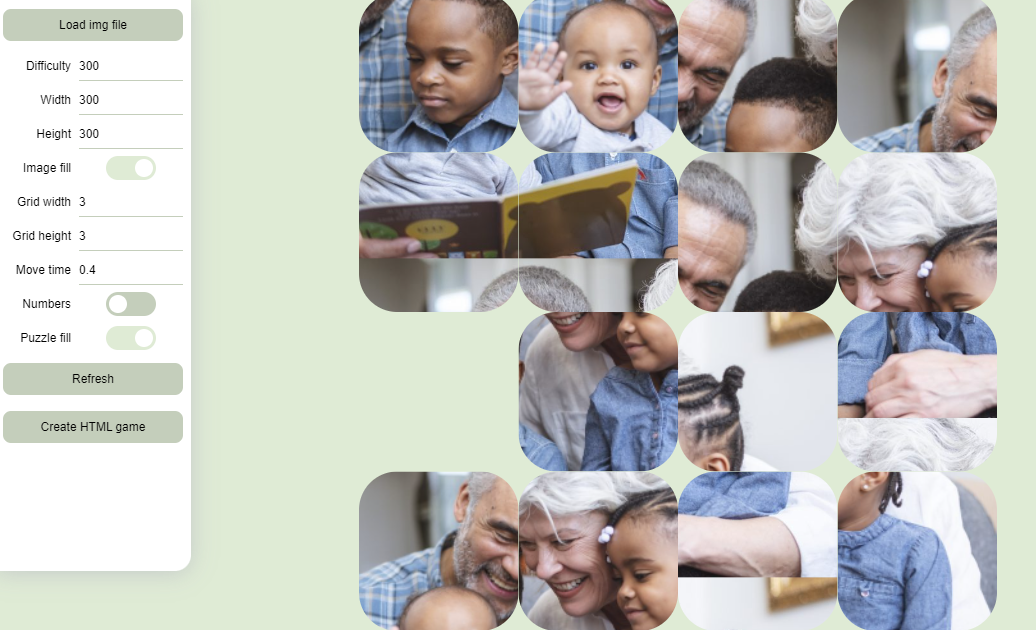 Load img file
Difficulty 300
Width 300
Height 300
Image fill
Grid width 3
Grid height 3
Move time 0.4
Numbers
Puzzle fill
Refresh
Create HTML game